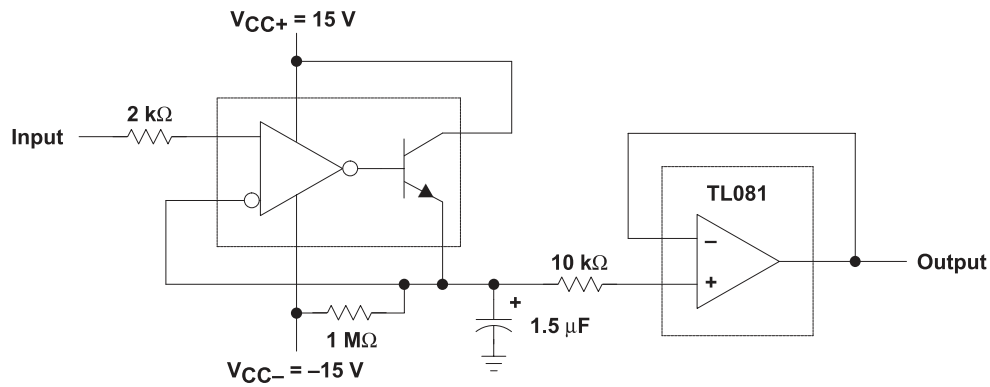 VCC+ = 15 V
2 kΩ
Input
TL081
–
+
Output
10 kΩ
+
1.5 µF
1 MΩ
VCC– = –15 V